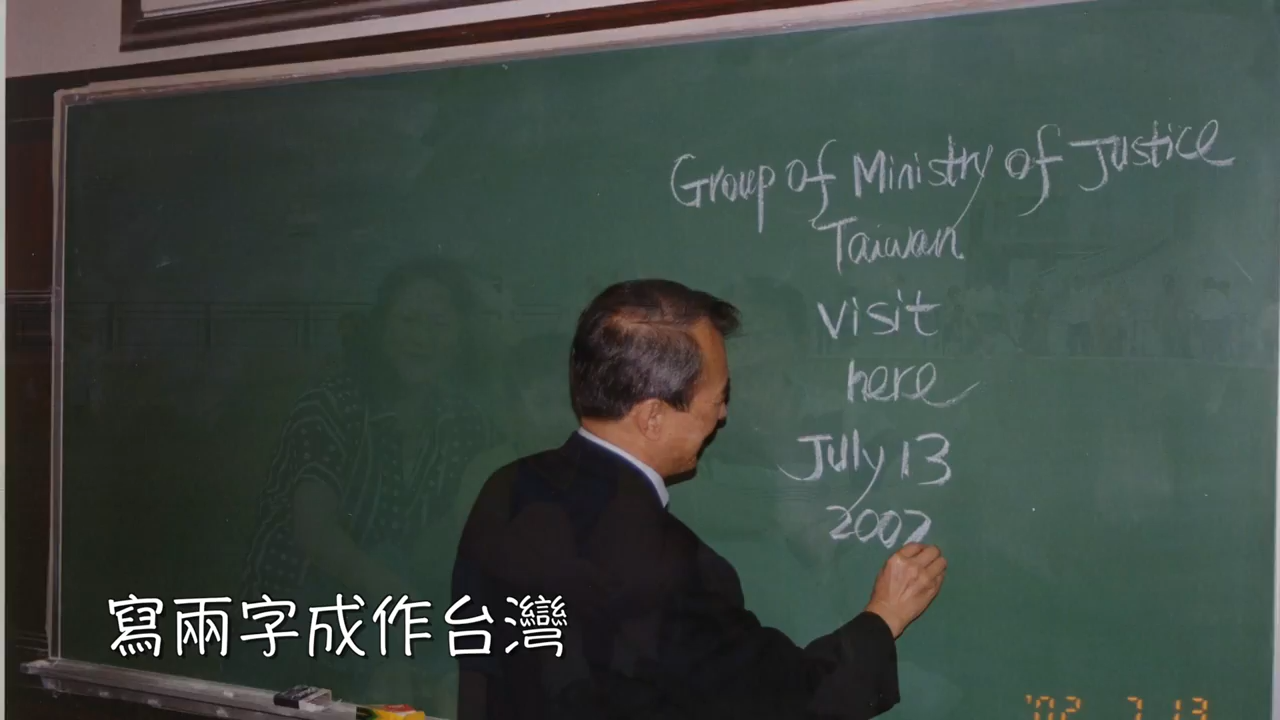 Group of Ministry of Justice
Taiwan
visit
here
July 13
2002
寫兩字成作台灣
'02 7 13